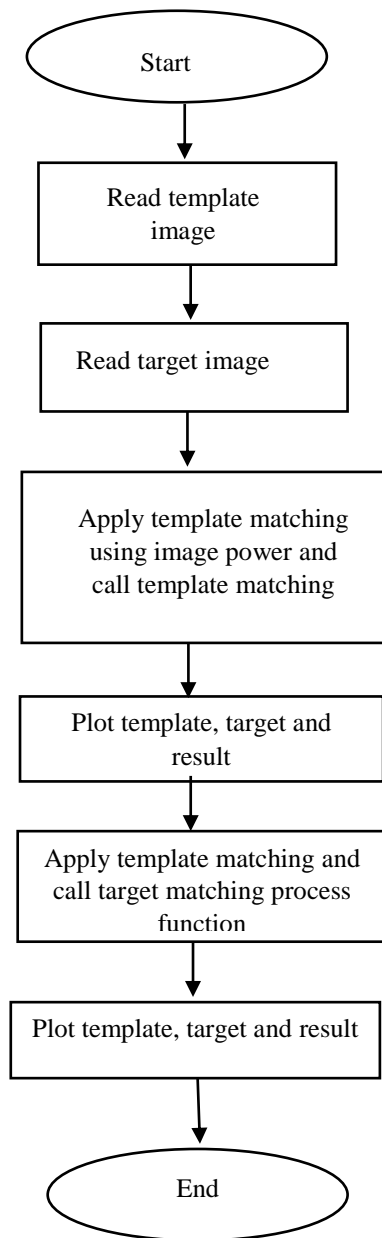 Start
Read template
image
Read target image
Apply template matching
using image power and
call template matching
Plot template, target and
result
Apply template matching and
call target matching process
function
Plot template, target and result
End